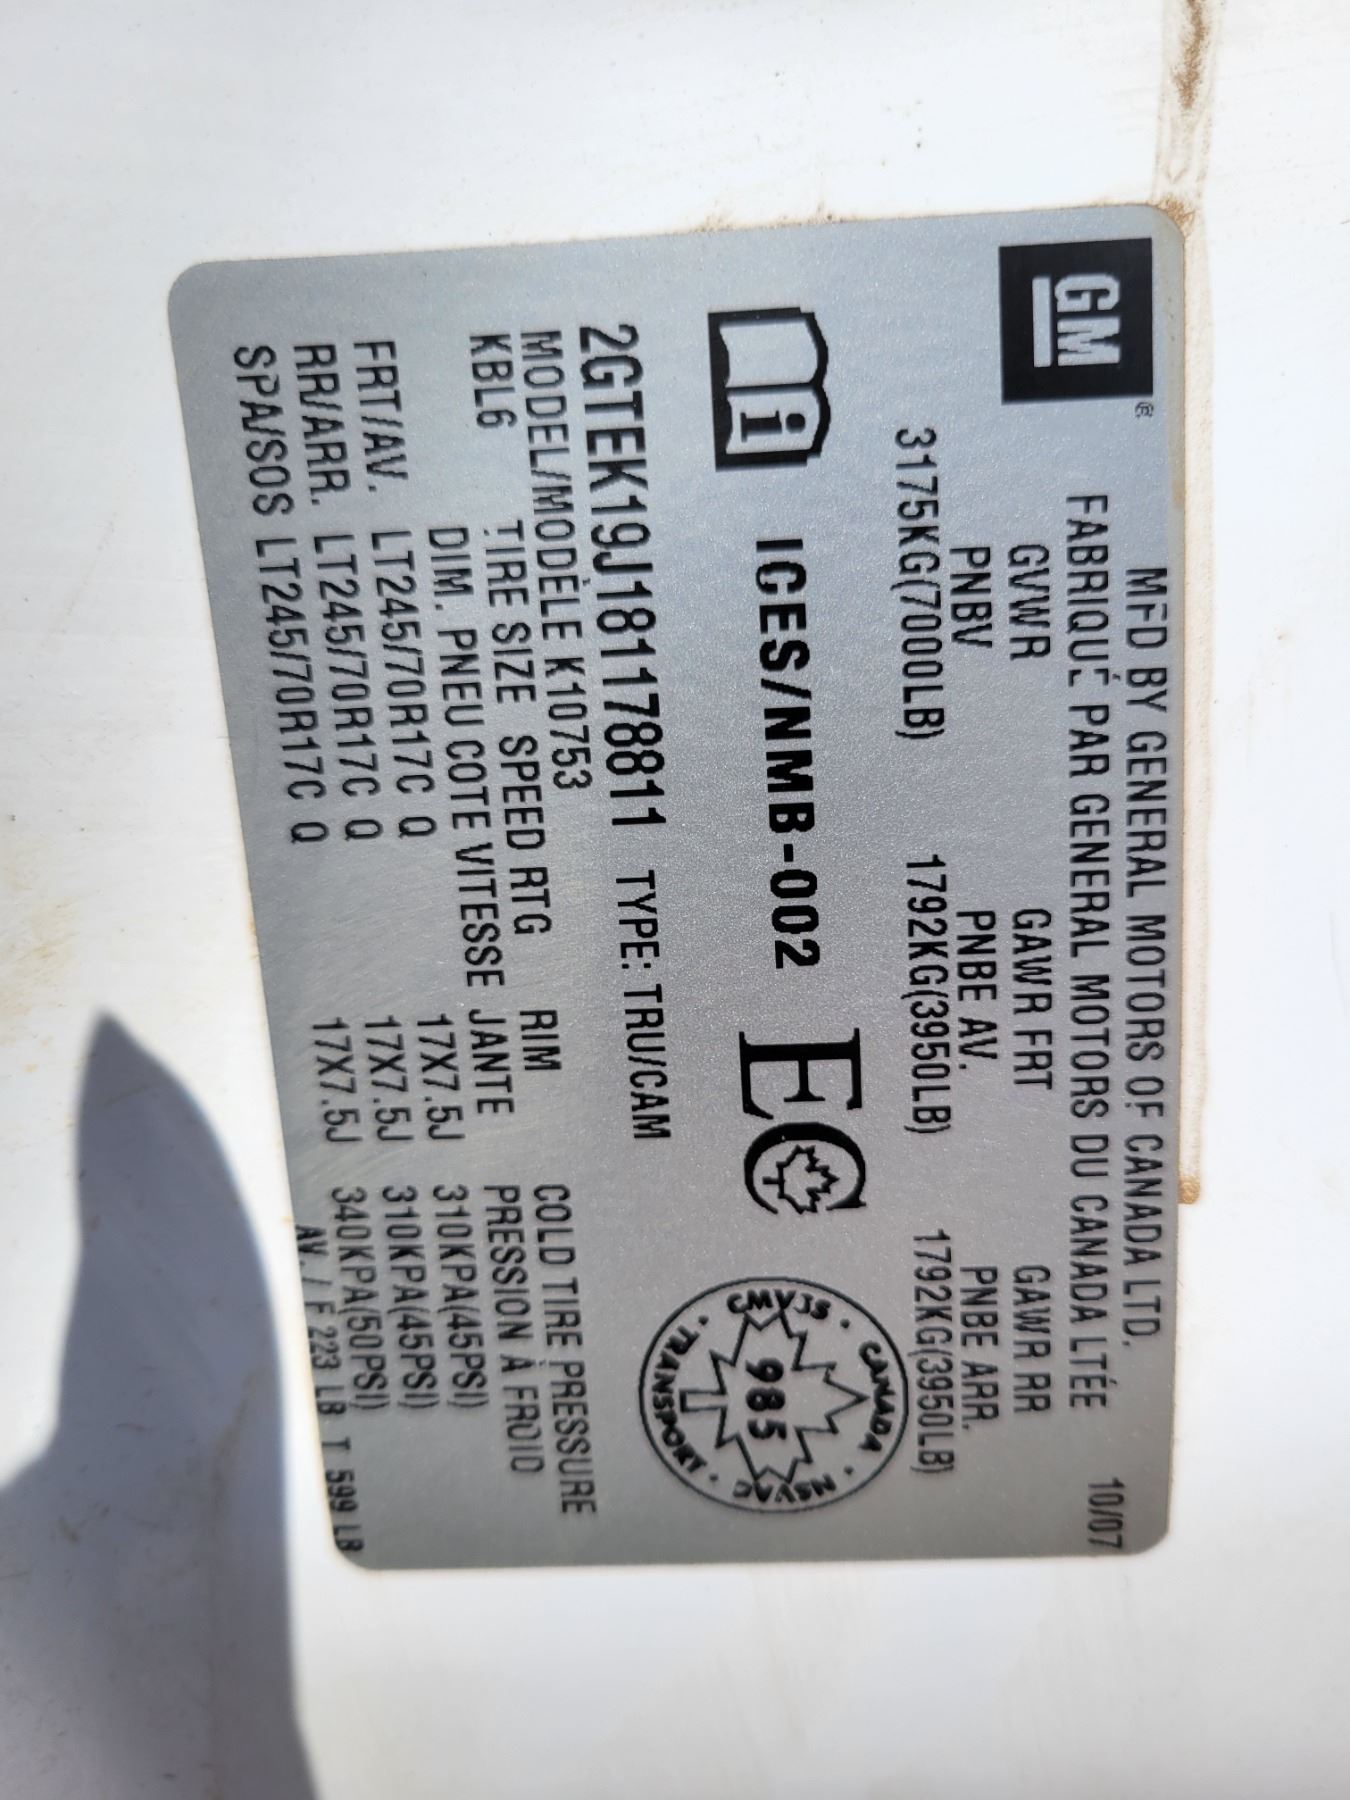 GM
MFD BY GENERAL MOTORS OF CANADA LTD.
FABRIQUÉ PAR GENERAL MOTORS DU CANADA LTÉE 10/07
GVWR GAWR FRT GAWR RR
PNBV PNBE AV. PNBE ARR.
3175KG(7000LB) 1792KG(3950LB) 1792KG(3950LB)
i ICES/NMB-002 EC
CANADA · CMVSS · TRANSPORT · NSVAC
985
T
2GTEK19J181178811 TYPE: TRU/CAM
MODEL/MODÈLE K10753
KBL6 TIRE SIZE SPEED RTG RIM COLD TIRE PRESSURE
DIM. PNEU COTE VITESSE JANTE PRESSION À FROID
FRT/AV. LT245/70R17C Q 17X7.5J 310KPA(45PSI)
RR/ARR. LT245/70R17C Q 17X7.5J 310KPA(45PSI)
SPA/SOS LT245/70R17C Q 17X7.5J 340KPA(50PSI)
AV. / F 223 LB T 599 LB